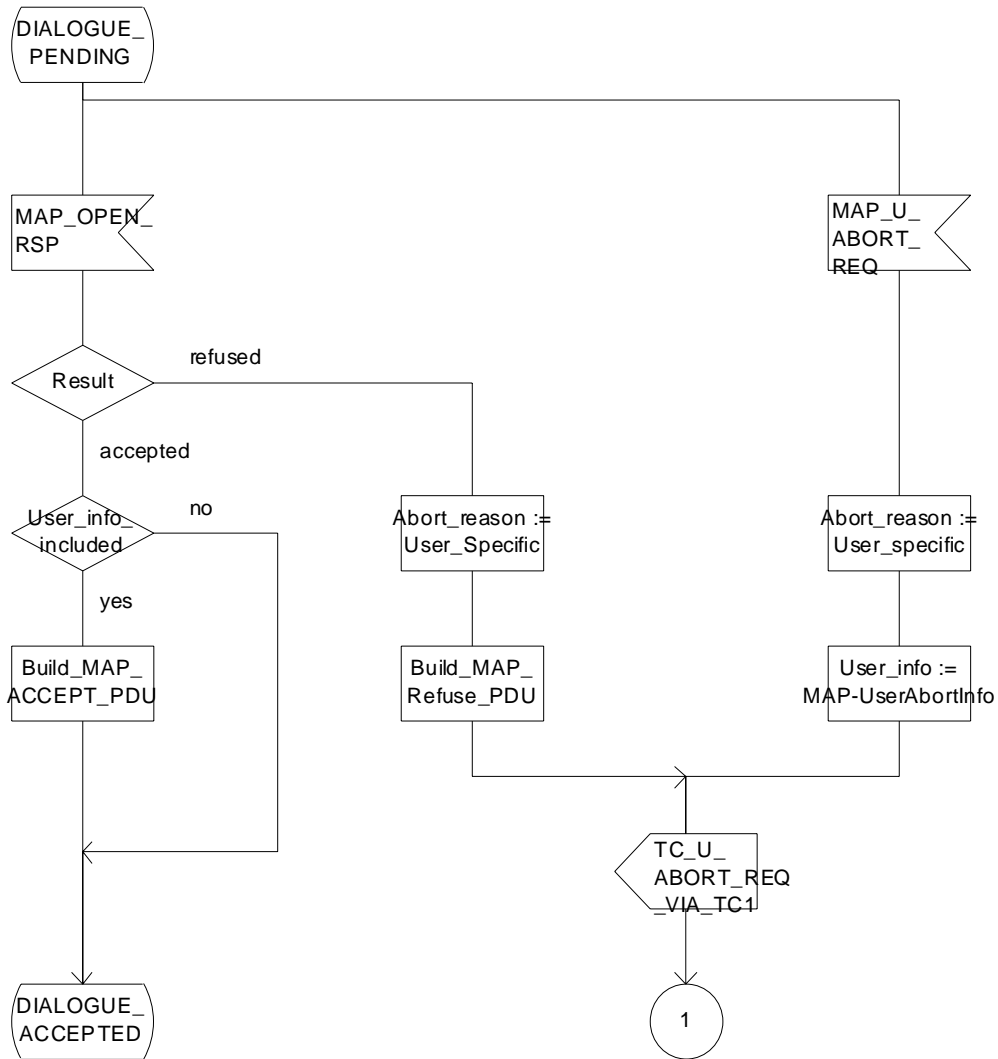 DIALOGUE_
PENDING
MAP_OPEN_
RSP
MAP_U_
ABORT_
REQ
Result
refused
accepted
User_info_
included
no
yes
Abort_reason :=
User_Specific
Abort_reason :=
User_specific
Build_MAP_
ACCEPT_PDU
Build_MAP_
Refuse_PDU
User_info :=
MAP-UserAbortInfo
TC_U_
ABORT_REQ
_VIA_TC1
DIALOGUE_
ACCEPTED
1